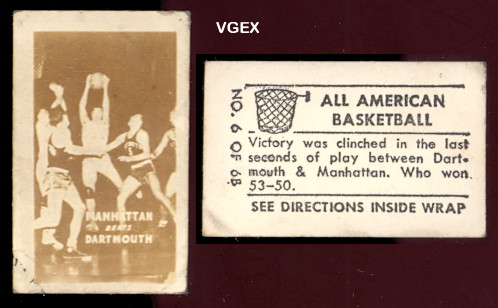 VGEX
MANHATTAN
BEATS
DARTMOUTH
NO. 6 OF 6B
ALL AMERICAN
BASKETBALL
Victory was clinched in the last
seconds of play between Dart-
mouth & Manhattan. Who won.
53-50.
SEE DIRECTIONS INSIDE WRAP